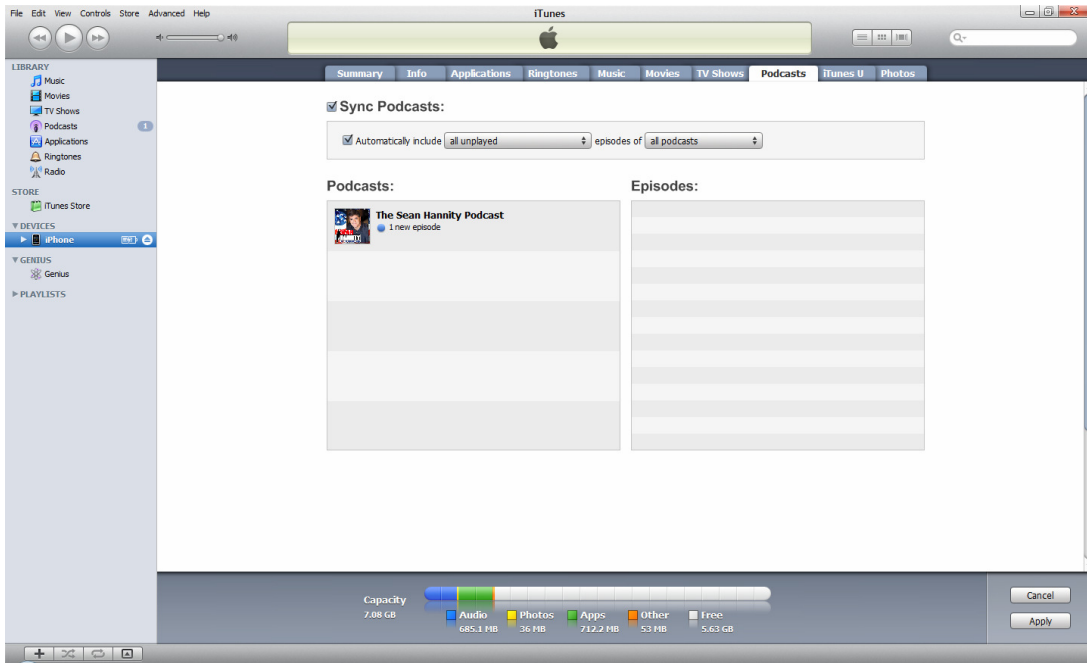 File Edit View Controls Store Advanced Help
iTunes
LIBRARY
Music
Movies
TV Shows
Podcasts 1
Applications
Ringtones
Radio
STORE
iTunes Store
DEVICES
iPhone
GENIUS
Genius
PLAYLISTS
Summary Info Applications Ringtones Music Movies TV Shows Podcasts iTunes U Photos
Sync Podcasts:
Automatically include all unplayed episodes of all podcasts
Podcasts: Episodes:
The Sean Hannity Podcast
1 new episode
Capacity
7.08 GB
Audio Photos Apps Other Free
685.1 MB 36 MB 712.2 MB 53 MB 5.63 GB
Cancel
Apply